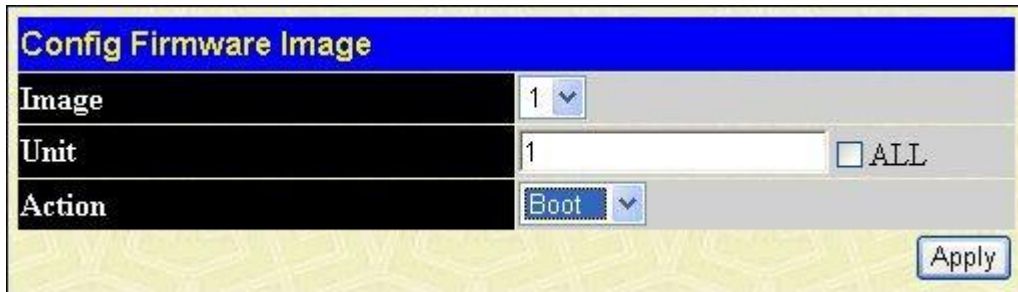 Config Firmware Image
Image 1
Unit 1 ALL
Action Boot
Apply